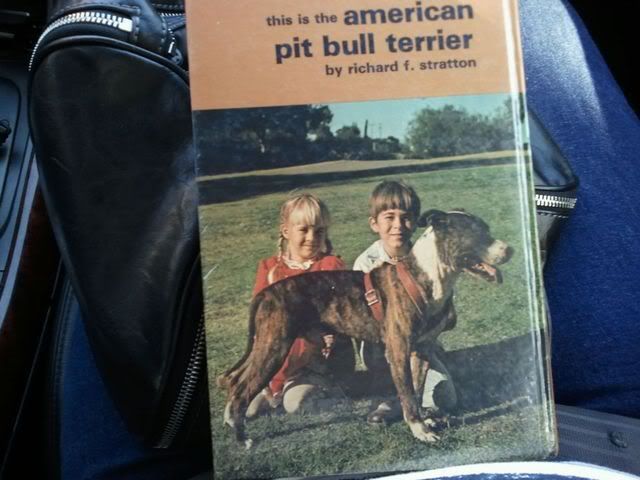 this is the american
pit bull terrier
by richard f. stratton